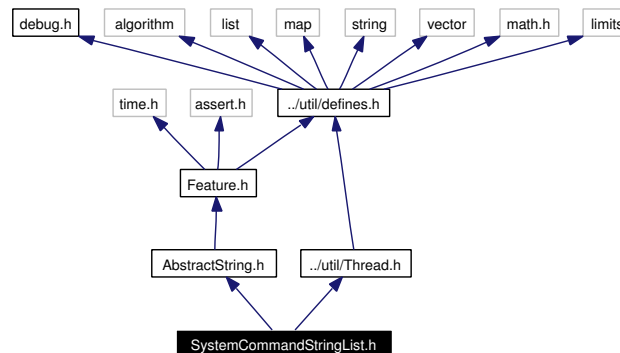 debug.h
algorithm
list
map
string
vector
math.h
limits
time.h
assert.h
../util/defines.h
Feature.h
AbstractString.h
../util/Thread.h
SystemCommandStringList.h